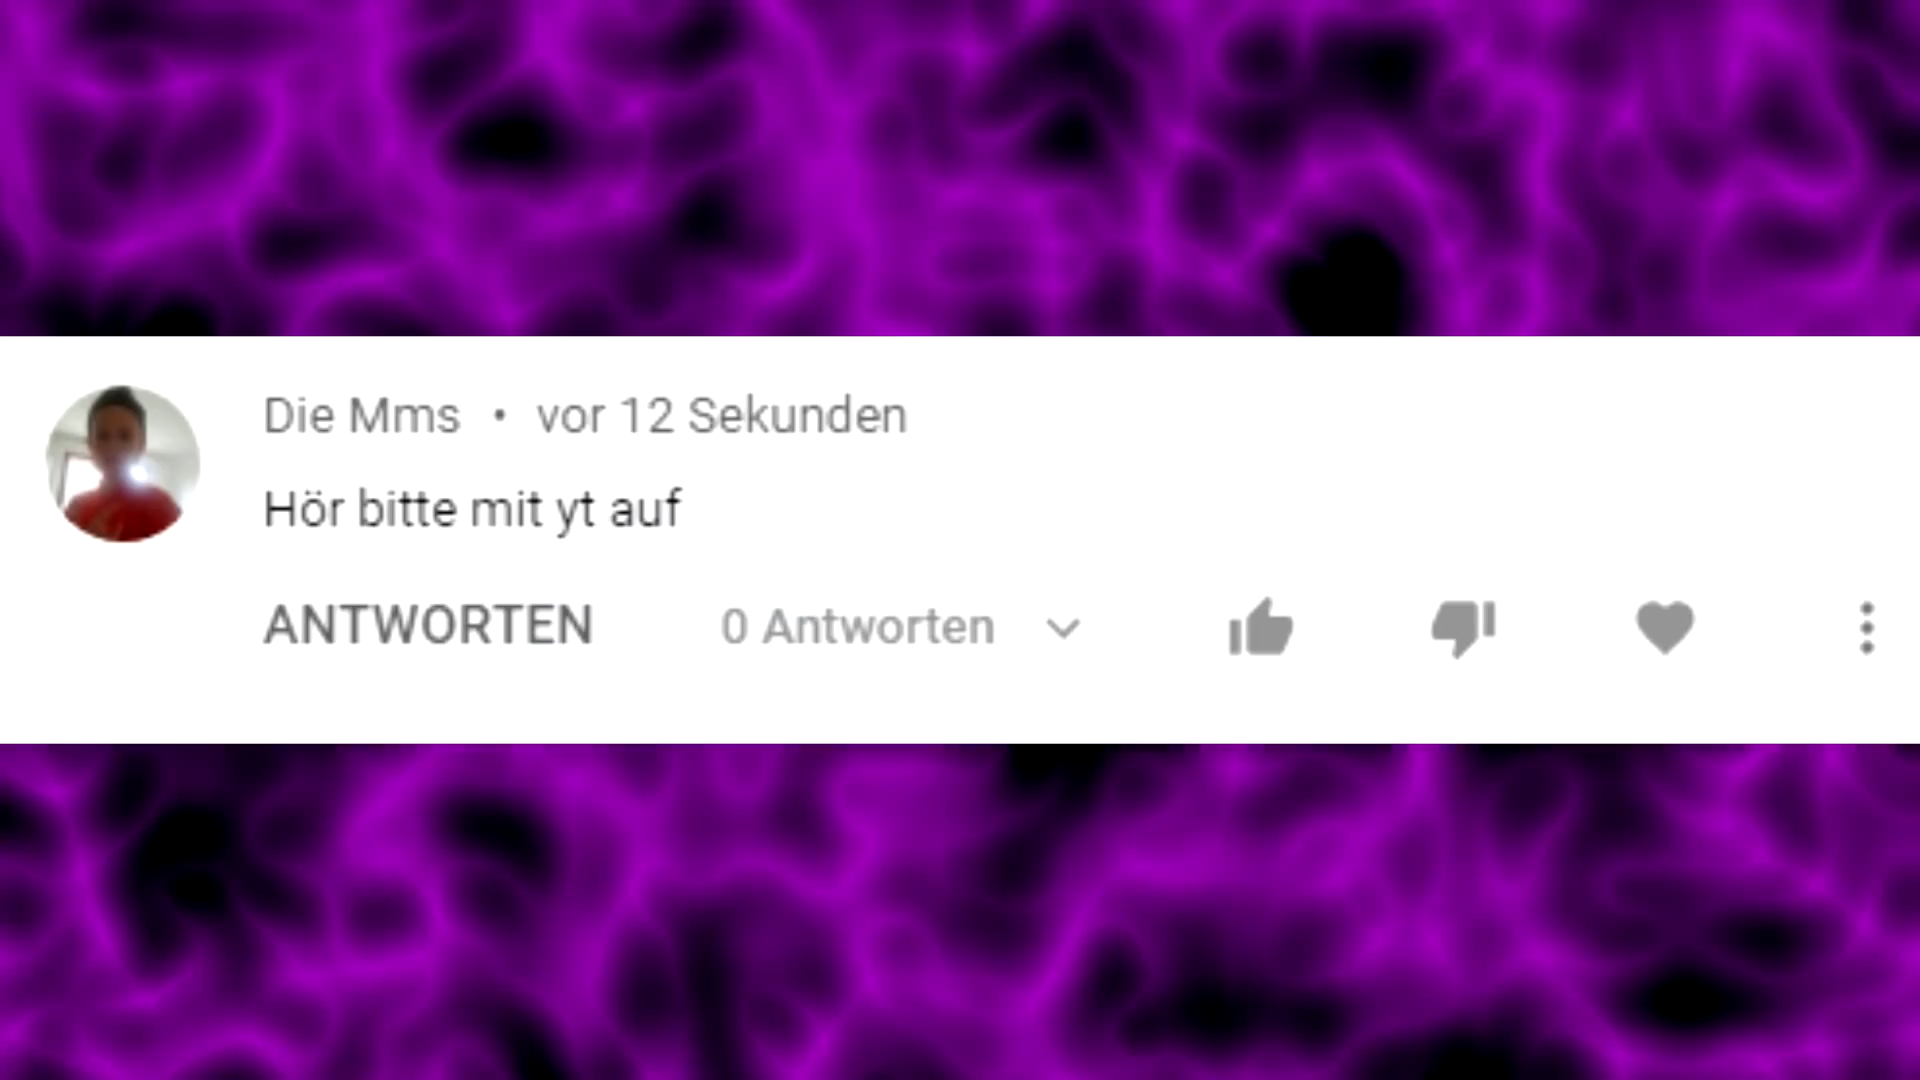 Die Mms • vor 12 Sekunden
Hör bitte mit yt auf
ANTWORTEN 0 Antworten